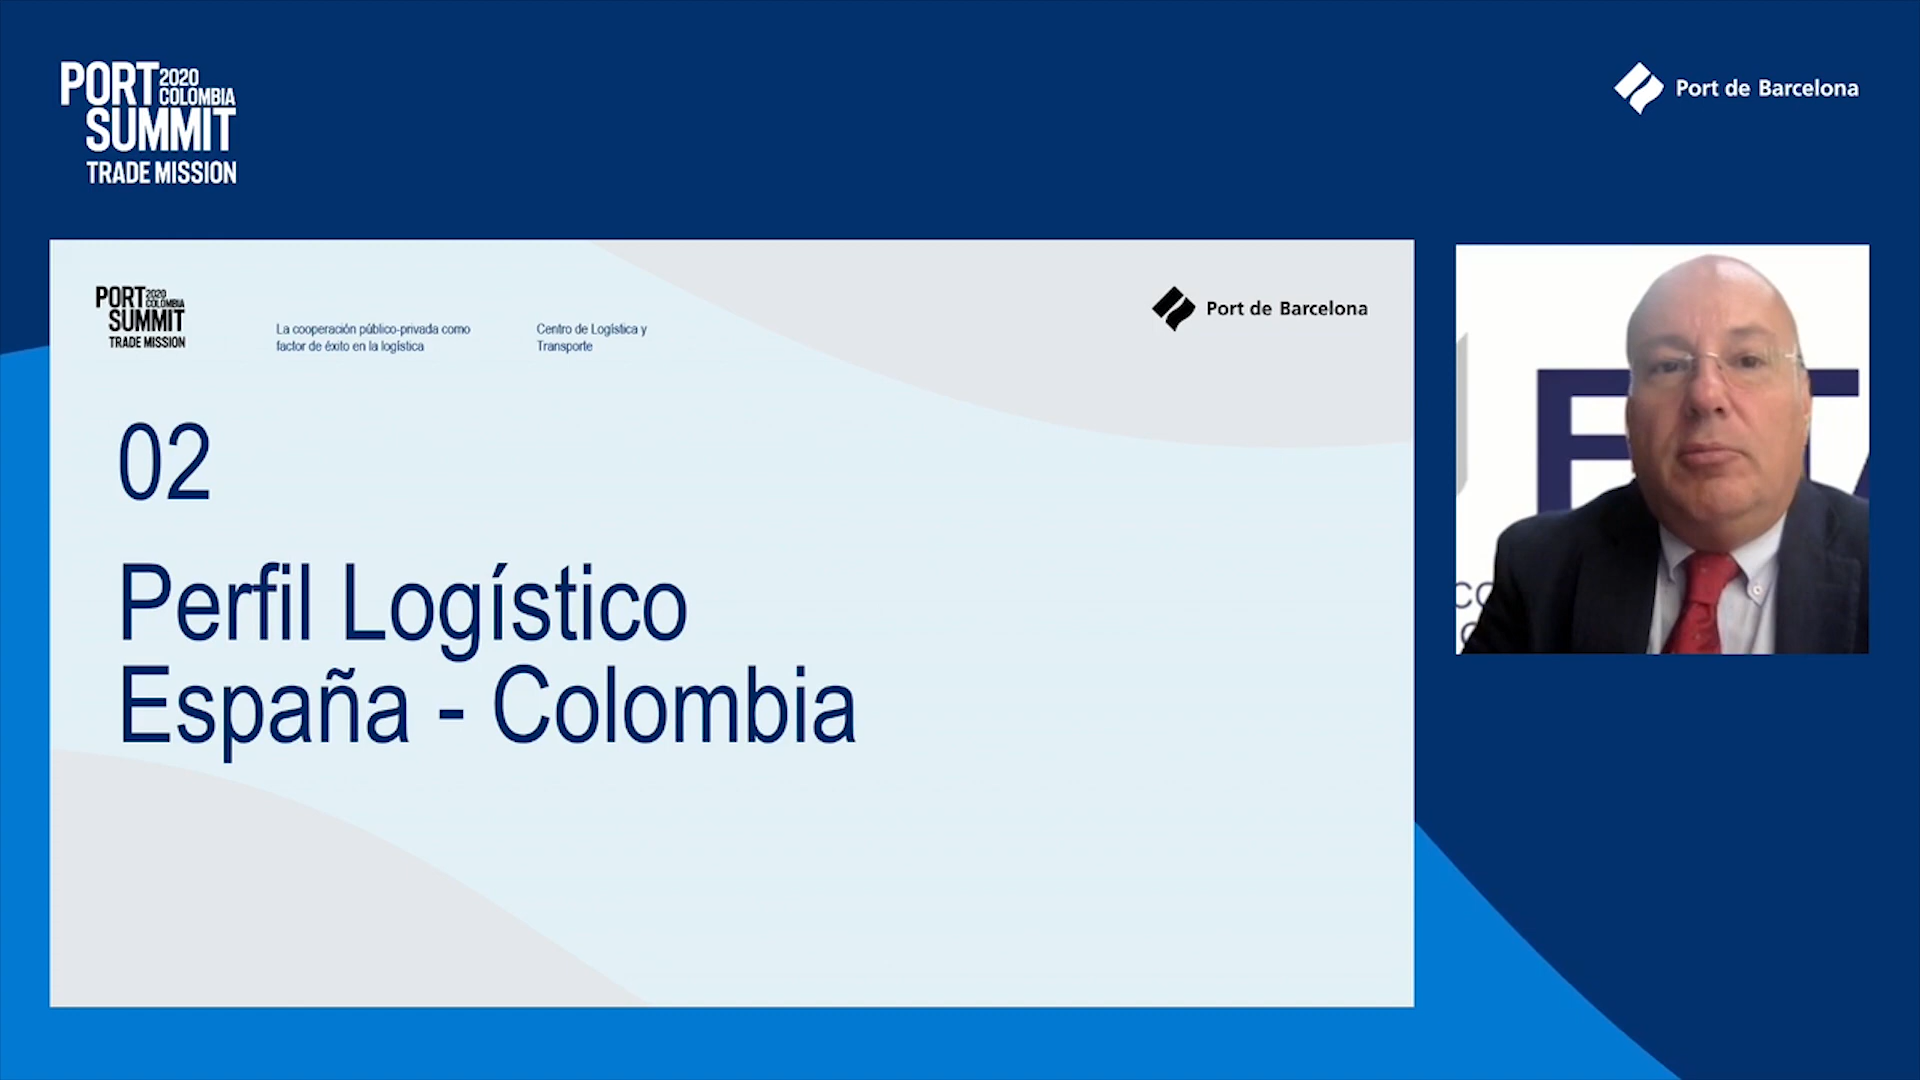 PORT 2020
COLOMBIA
SUMMIT
TRADE MISSION
Port de Barcelona
PORT 2020
COLOMBIA
SUMMIT
TRADE MISSION
La cooperación público-privada como
factor de éxito en la logística
Centro de Logística y
Transporte
Port de Barcelona
02
Perfil Logístico
España - Colombia